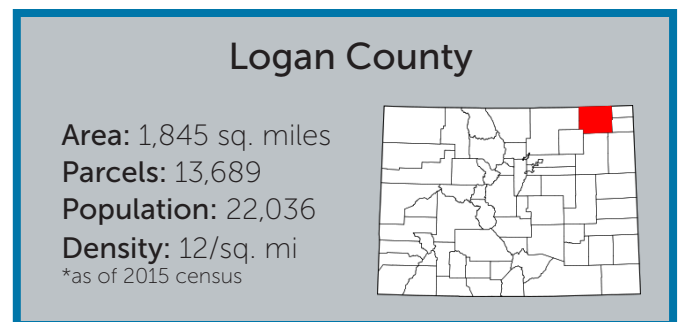 Logan County
Area: 1,845 sq. miles
Parcels: 13,689
Population: 22,036
Density: 12/sq. mi
*as of 2015 census